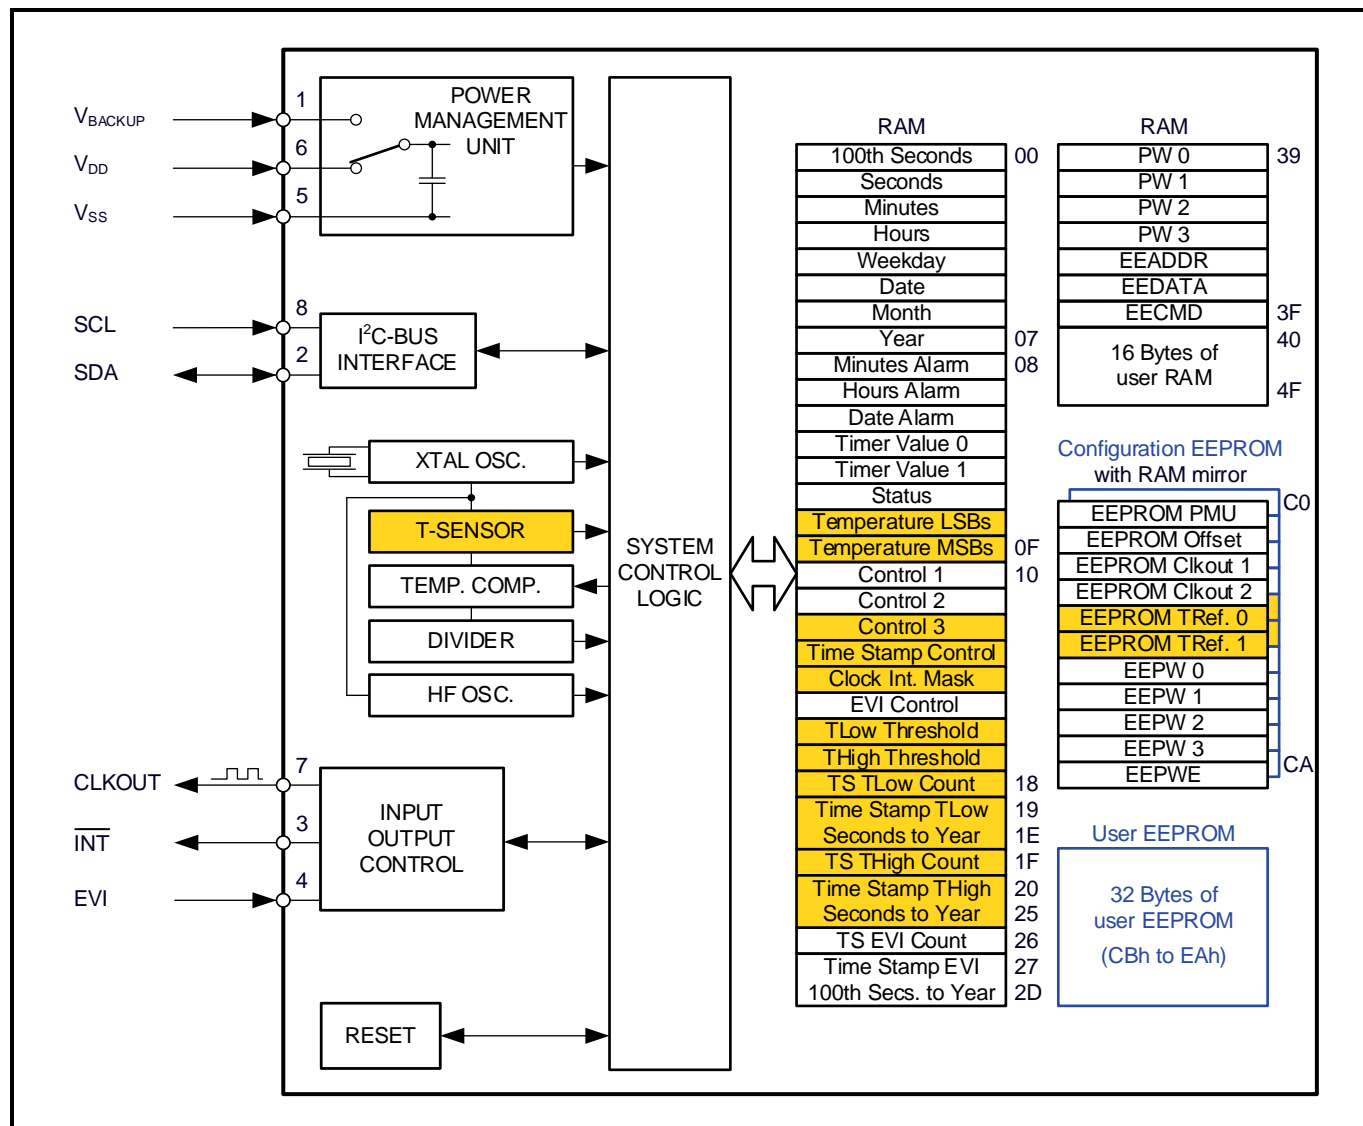 V_BACKUP
1
V_DD
6
V_SS
5
POWER
MANAGEMENT
UNIT
SCL
8
SDA
2
I²C-BUS
INTERFACE
XTAL OSC.
T-SENSOR
TEMP. COMP.
DIVIDER
HF OSC.
CLKOUT
7
INT
3
EVI
4
INPUT
OUTPUT
CONTROL
RESET
SYSTEM
CONTROL
LOGIC
RAM
100th Seconds 00
Seconds
Minutes
Hours
Weekday
Date
Month
Year 07
Minutes Alarm 08
Hours Alarm
Date Alarm
Timer Value 0
Timer Value 1
Status
Temperature LSBs
Temperature MSBs 0F
Control 1 10
Control 2
Control 3
Time Stamp Control
Clock Int. Mask
EVI Control
TLow Threshold
THigh Threshold
TS TLow Count 18
Time Stamp TLow 19
Seconds to Year 1E
TS THigh Count 1F
Time Stamp THigh 20
Seconds to Year 25
TS EVI Count 26
Time Stamp EVI 27
100th Secs. to Year 2D
RAM
PW 0 39
PW 1
PW 2
PW 3
EEADDR
EEDATA
EECMD 3F
40
16 Bytes of
user RAM
4F
Configuration EEPROM
with RAM mirror
C0
EEPROM PMU
EEPROM Offset
EEPROM Clkout 1
EEPROM Clkout 2
EEPROM TRef. 0
EEPROM TRef. 1
EEPW 0
EEPW 1
EEPW 2
EEPW 3
EEPWE CA
User EEPROM
32 Bytes of
user EEPROM
(CBh to EAh)